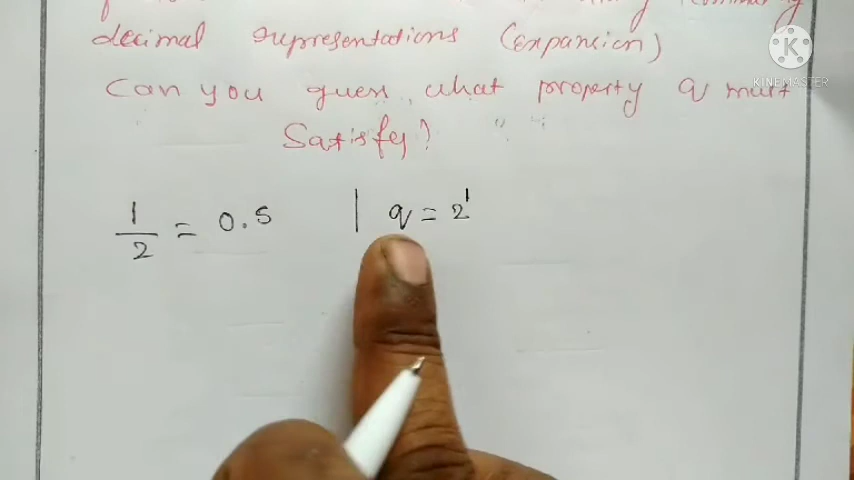 decimal representations (expansion)
K
KINEMASTER
Can you guess what property q must
satisfy?
1/2 = 0.5 | q = 2¹